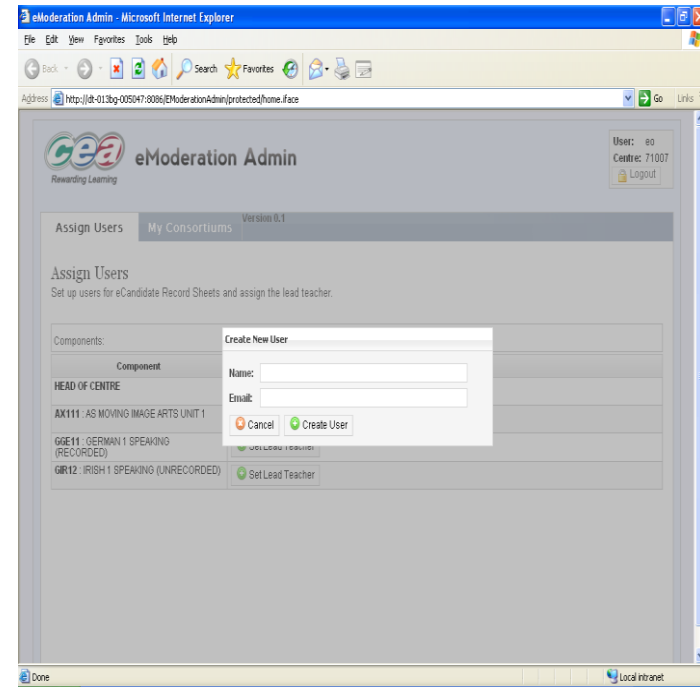 eModeration Admin - Microsoft Internet Explorer
File Edit View Favorites Tools Help
Back Search Favorites
Address http://dt-013bg-005047:8086/EModerationAdmin/protected/home.iface Go Links
cea
Rewarding Learning
eModeration Admin
User: eo
Centre: 71007
Logout
Version 0.1
Assign Users My Consortiums
Assign Users
Set up users for eCandidate Record Sheets and assign the lead teacher.
Components:
Component
HEAD OF CENTRE
AX111 : AS MOVING IMAGE ARTS UNIT 1
GGE11 : GERMAN 1 SPEAKING
(RECORDED)
Set Lead Teacher
GIR12 : IRISH 1 SPEAKING (UNRECORDED)
Set Lead Teacher
Create New User
Name:
Email:
Cancel Create User
Done Local intranet